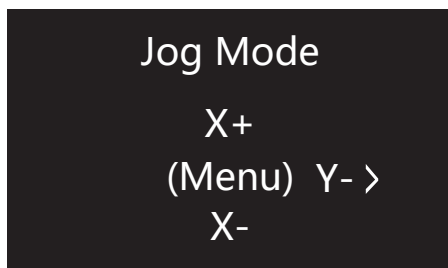 Jog Mode
X+
(Menu) Y- >
X-